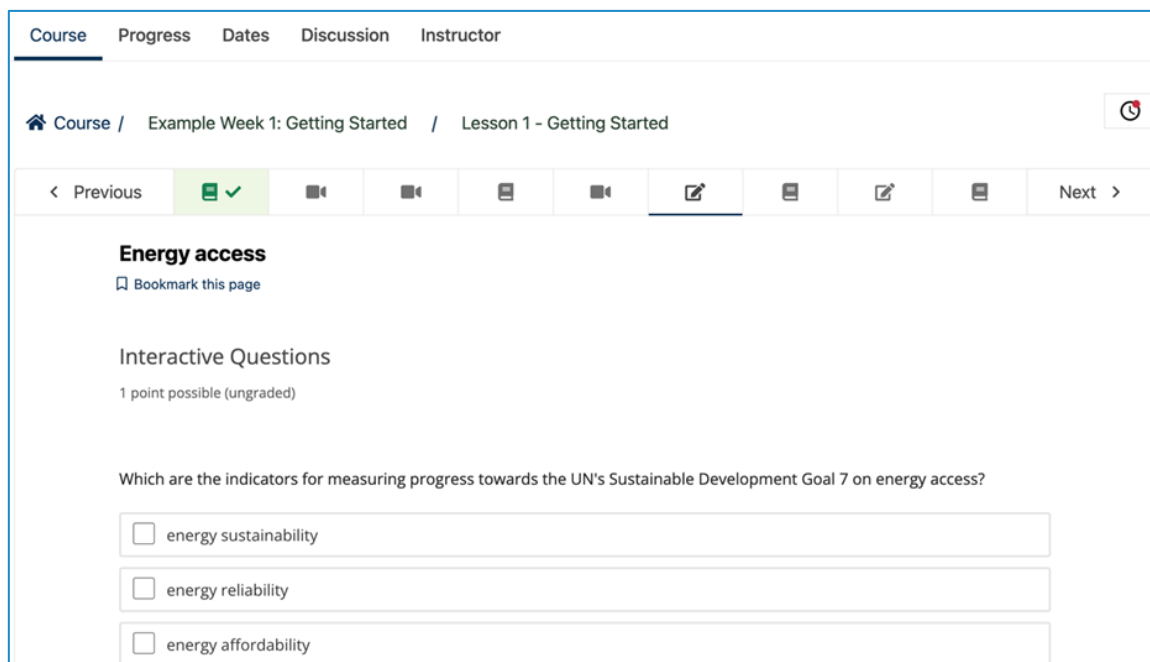 Course Progress Dates Discussion Instructor
Course / Example Week 1: Getting Started / Lesson 1 - Getting Started
< Previous Next >
Energy access
Bookmark this page
Interactive Questions
1 point possible (ungraded)
Which are the indicators for measuring progress towards the UN's Sustainable Development Goal 7 on energy access?
energy sustainability
energy reliability
energy affordability